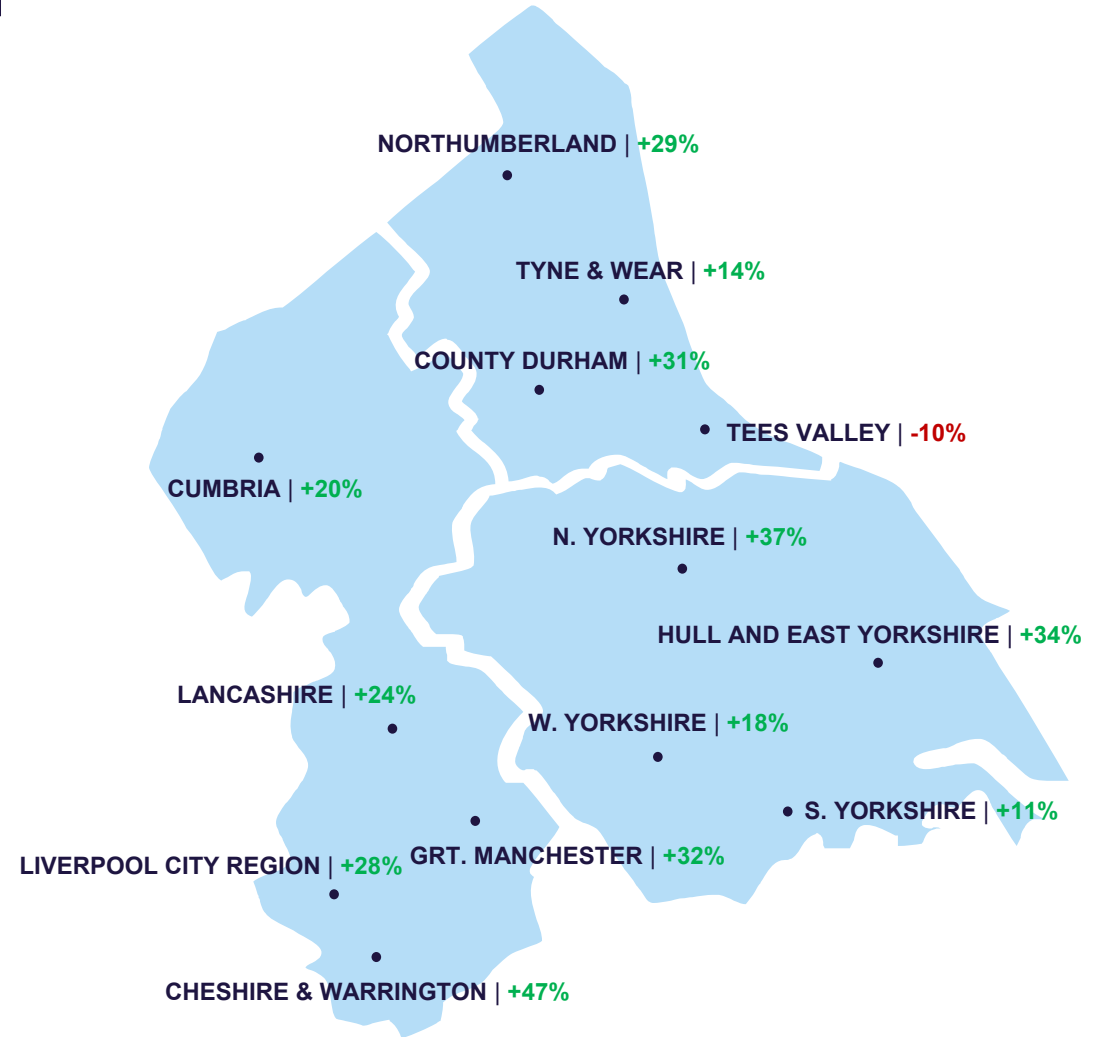 NORTHUMBERLAND | +29%
TYNE & WEAR | +14%
COUNTY DURHAM | +31%
TEES VALLEY | -10%
CUMBRIA | +20%
N. YORKSHIRE | +37%
HULL AND EAST YORKSHIRE | +34%
LANCASHIRE | +24%
W. YORKSHIRE | +18%
S. YORKSHIRE | +11%
GRT. MANCHESTER | +32%
LIVERPOOL CITY REGION | +28%
CHESHIRE & WARRINGTON | +47%